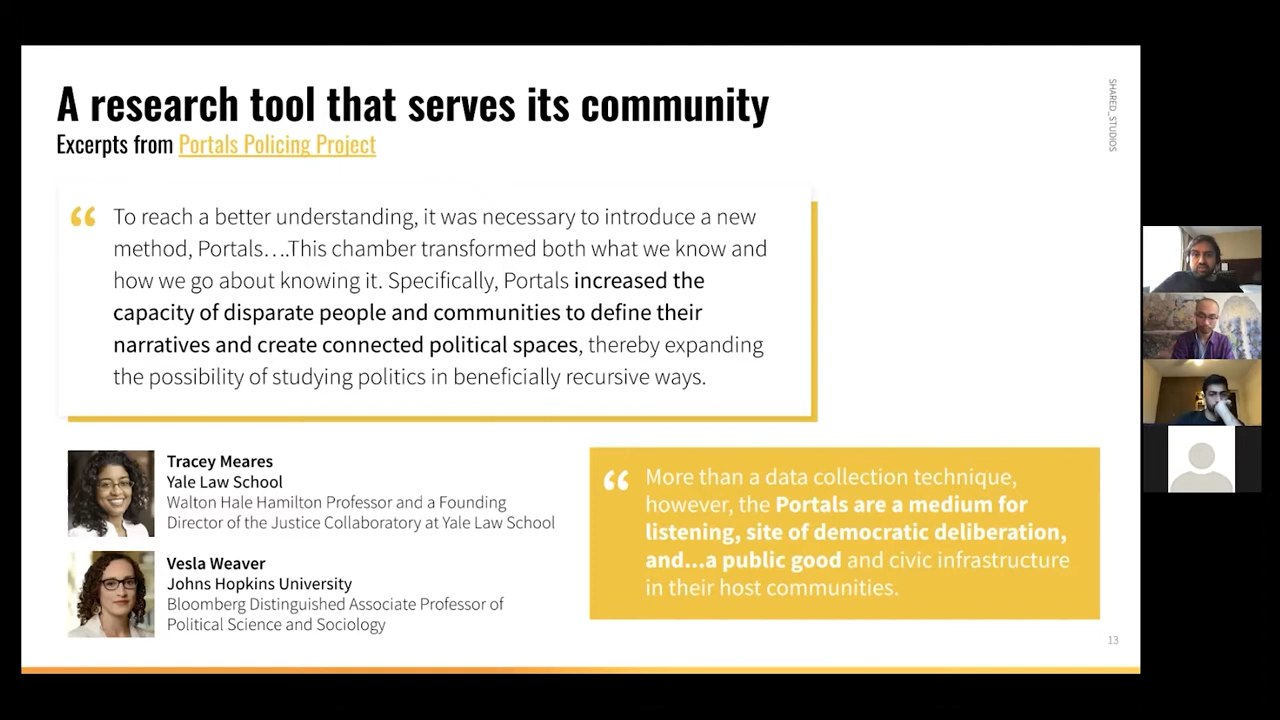 A research tool that serves its community
Excerpts from Portals Policing Project
SHARED_STUDIOS
“ To reach a better understanding, it was necessary to introduce a new
method, Portals….This chamber transformed both what we know and
how we go about knowing it. Specifically, Portals increased the
capacity of disparate people and communities to define their
narratives and create connected political spaces, thereby expanding
the possibility of studying politics in beneficially recursive ways.
Tracey Meares
Yale Law School
Walton Hale Hamilton Professor and a Founding
Director of the Justice Collaboratory at Yale Law School
Vesla Weaver
Johns Hopkins University
Bloomberg Distinguished Associate Professor of
Political Science and Sociology
“ More than a data collection technique,
however, the Portals are a medium for
listening, site of democratic deliberation,
and...a public good and civic infrastructure
in their host communities.
13